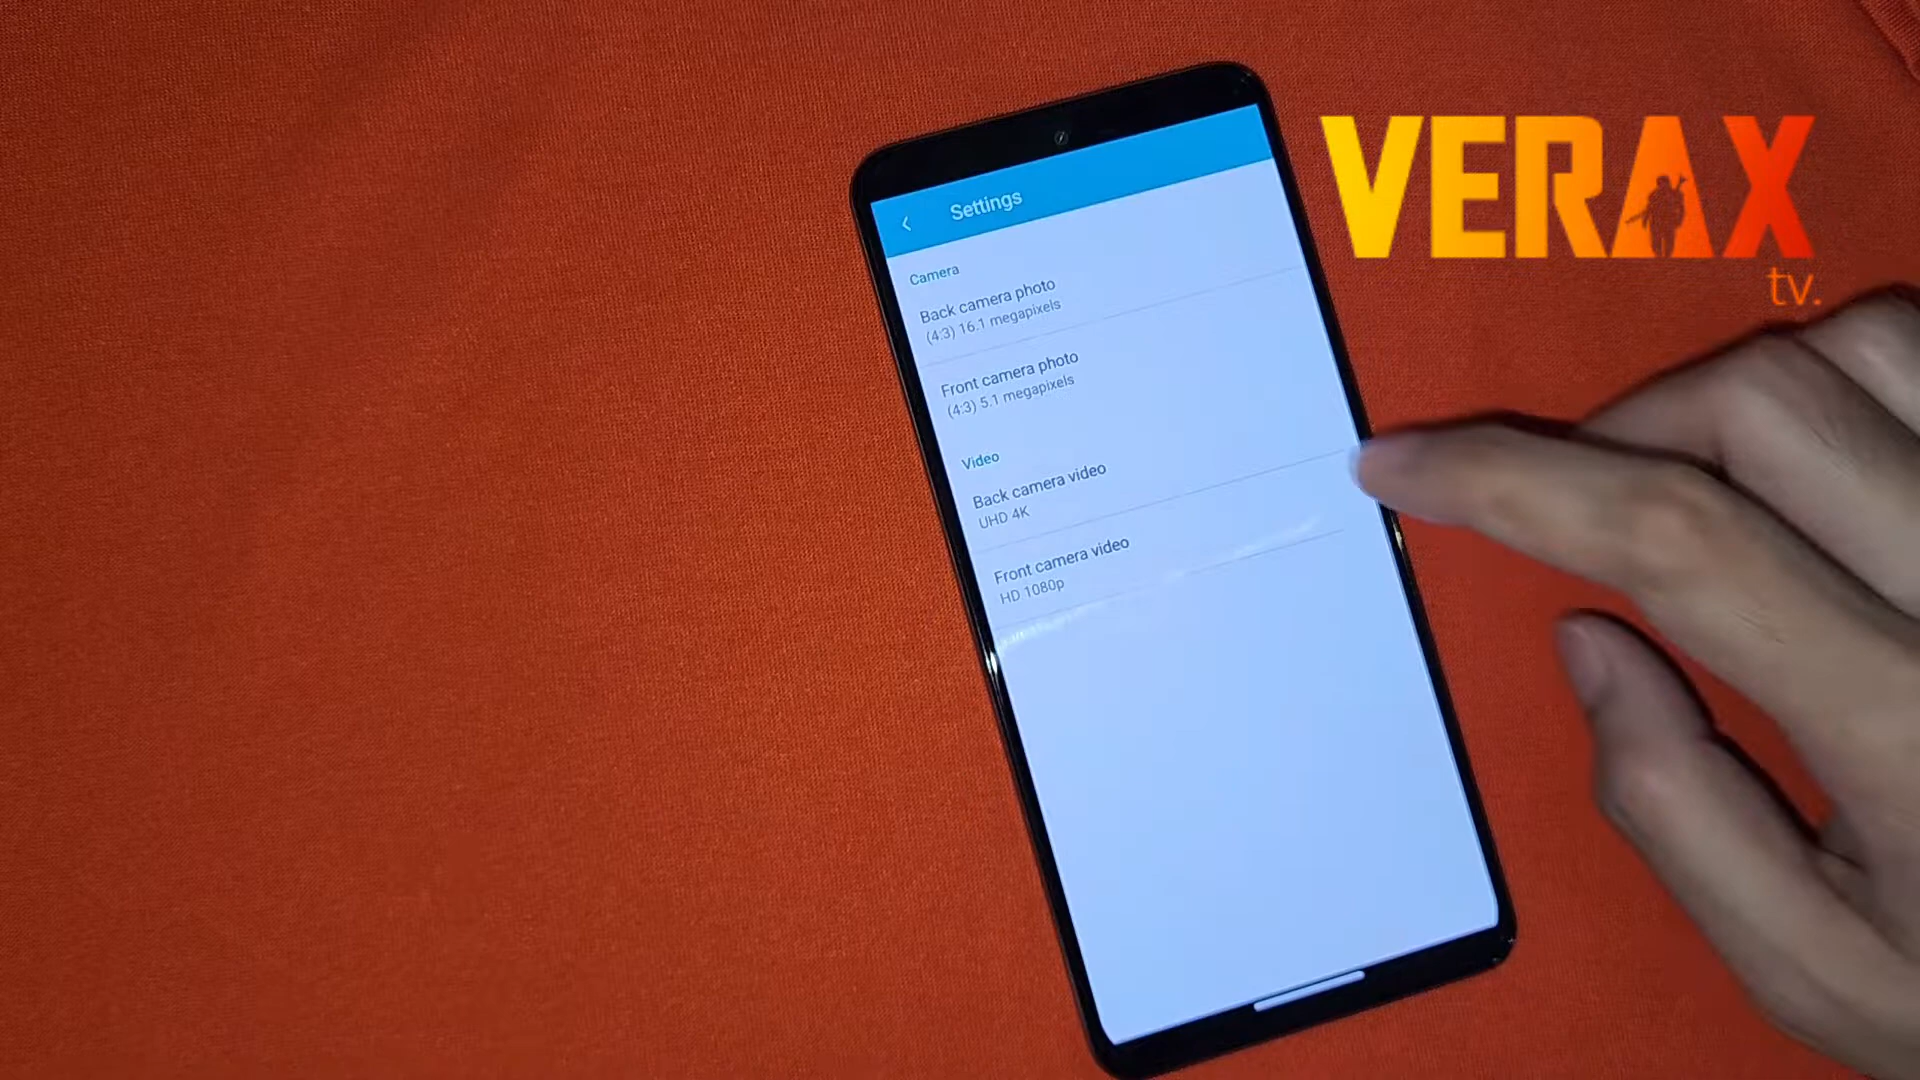 VERAX
tv.
Settings
Camera
Back camera photo
(4:3) 16.1 megapixels
Front camera photo
(4:3) 5.1 megapixels
Video
Back camera video
UHD 4K
Front camera video
HD 1080p